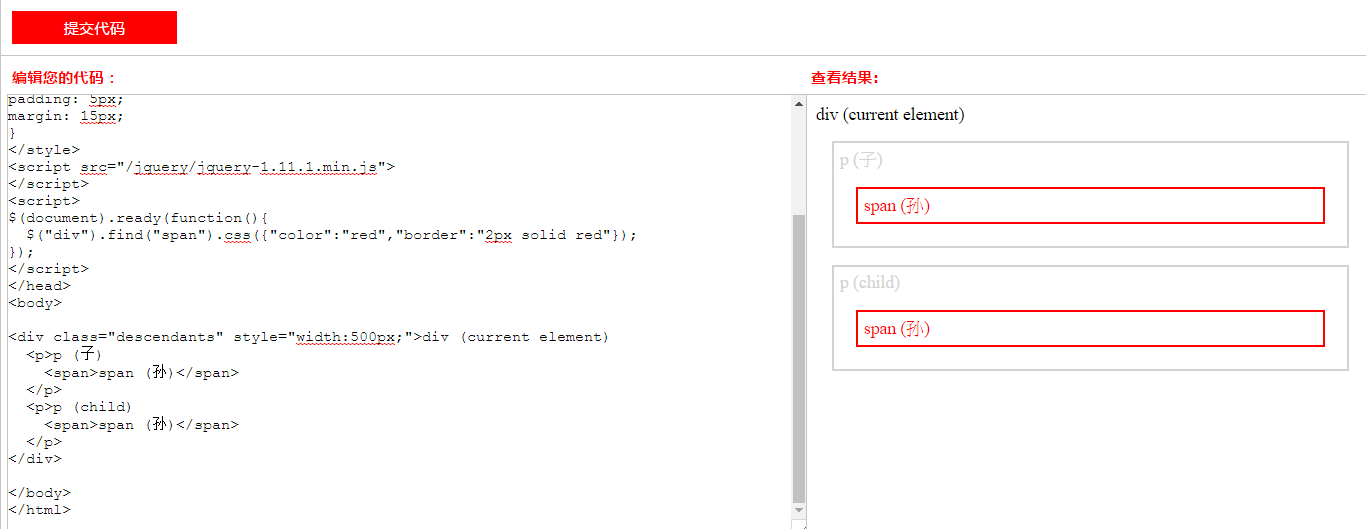 提交代码
编辑您的代码：
查看结果:
padding: 5px;
margin: 15px;
}
</style>
<script src="/jquery/jquery-1.11.1.min.js">
</script>
<script>
$(document).ready(function(){
  $("div").find("span").css({"color":"red","border":"2px solid red"});
});
</script>
</head>
<body>
<div class="descendants" style="width:500px;">div (current element)
  <p>p (子)
    <span>span (孙)</span>
  </p>
  <p>p (child)
    <span>span (孙)</span>
  </p>
</div>
</body>
</html>
div (current element)
p (子)
span (孙)
p (child)
span (孙)